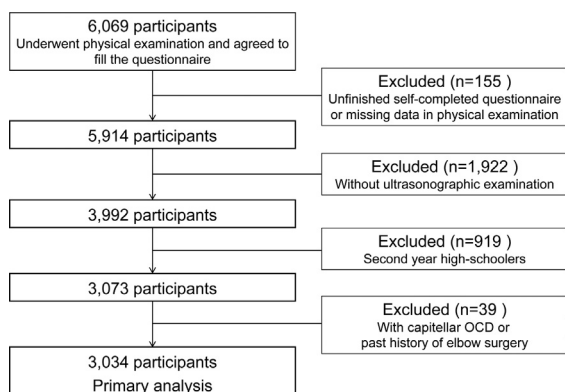 6,069 participants
Underwent physical examination and agreed to
fill the questionnaire
Excluded (n=155 )
Unfinished self-completed questionnaire
or missing data in physical examination
5,914 participants
Excluded (n=1,922 )
Without ultrasonographic examination
3,992 participants
Excluded (n=919 )
Second year high-schoolers
3,073 participants
Excluded (n=39 )
With capitellar OCD or
past history of elbow surgery
3,034 participants
Primary analysis